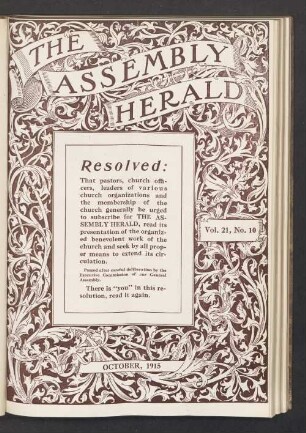 THE
ASSEMBLY
HERALD
Resolved:
That pastors, church offi-
cers, leaders of various
church organizations and
the membership of the
church generally be urged
to subscribe for THE AS-
SEMBLY HERALD, read its
presentation of the organiz-
ed benevolent work of the
church and seek by all prop-
er means to extend its cir-
culation.
Passed after careful deliberation by the
Executive Commission of our General
Assembly.
There is "you" in this re-
solution, read it again.
Vol. 21, No. 10
OCTOBER, 1915